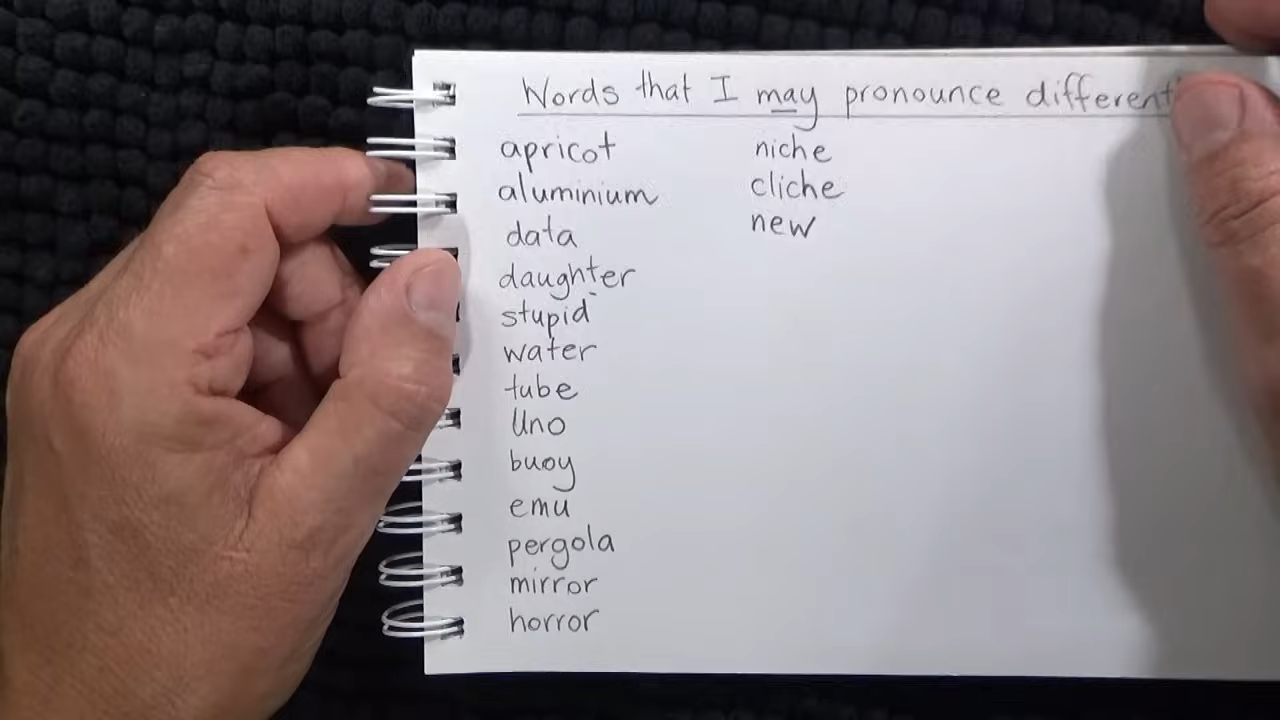 Words that I may pronounce different
apricot
aluminium
data
daughter
stupid
water
tube
Uno
buoy
emu
pergola
mirror
horror
niche
cliche
new